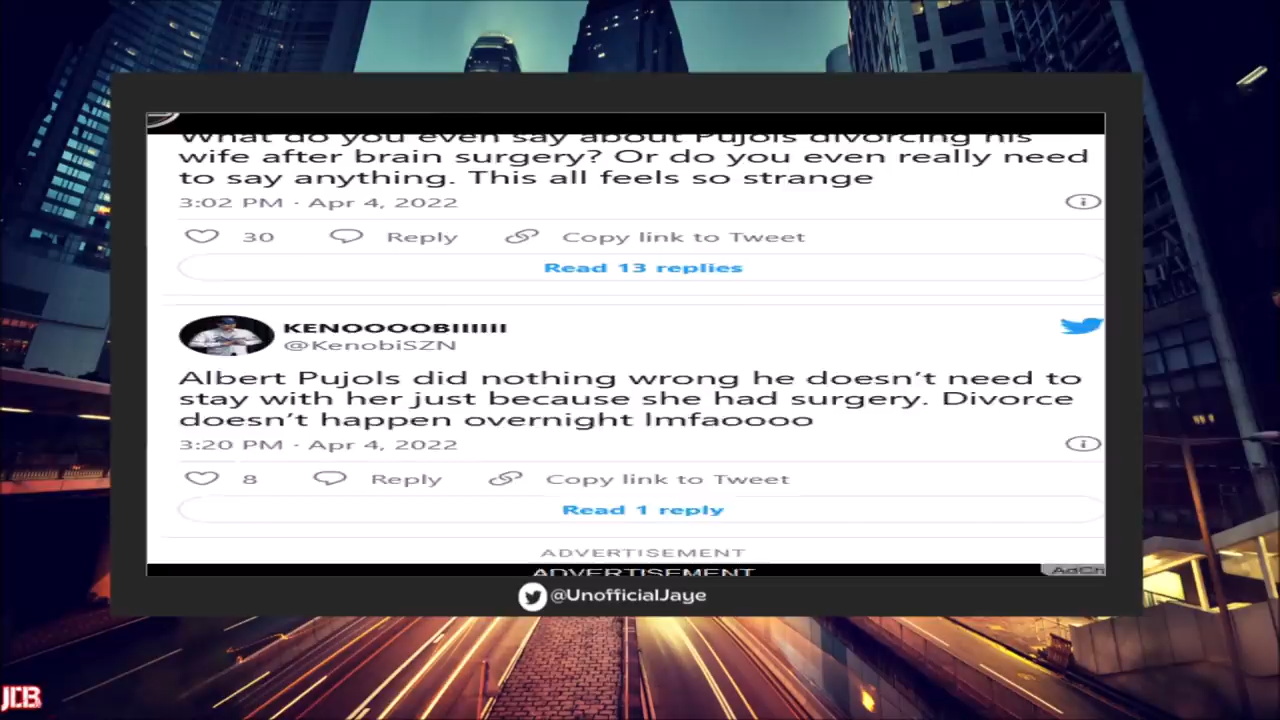 What do you even say about Pujols divorcing his
wife after brain surgery? Or do you even really need
to say anything. This all feels so strange
3:02 PM · Apr 4, 2022
30 Reply Copy link to Tweet
Read 13 replies
KENOOOOBIIIIII
@KenobiSZN
Albert Pujols did nothing wrong he doesn't need to
stay with her just because she had surgery. Divorce
doesn't happen overnight lmfaoooo
3:20 PM · Apr 4, 2022
8 Reply Copy link to Tweet
Read 1 reply
ADVERTISEMENT
ADVERTISEMENT
AdCh
@UnofficialJaye
JCB